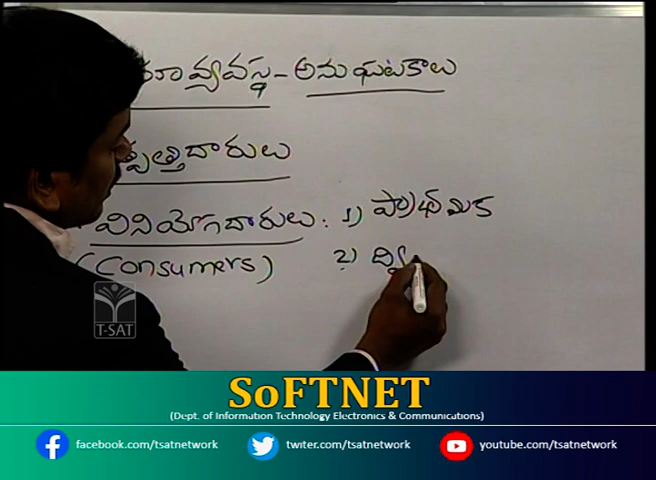 వ్యవస్థ - అనుఘటకాలు
త్పత్తిదారులు
వినియోగదారులు : 1) ప్రాథమిక
(Consumers) 2) ద్వి
T-SAT
SoFTNET
(Dept. of Information Technology Electronics & Communications)
facebook.com/tsatnetwork twiter.com/tsatnetwork youtube.com/tsatnetwork